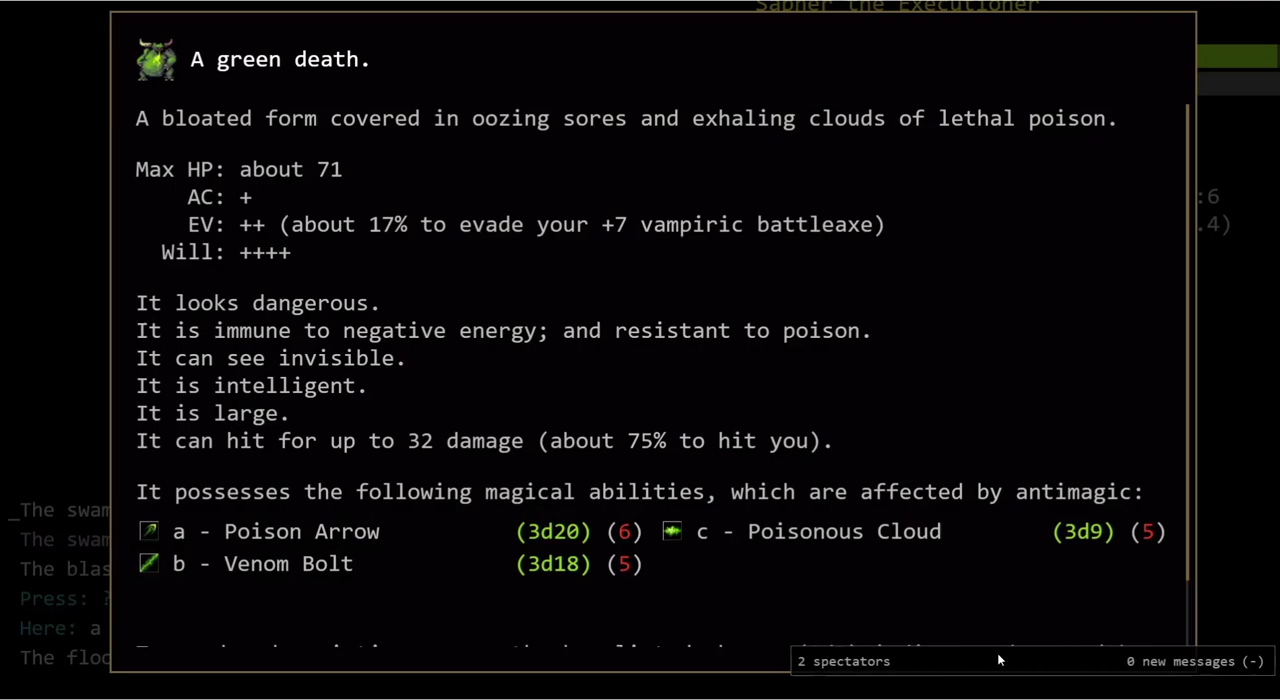 Sabner the Executioner
A green death.
A bloated form covered in oozing sores and exhaling clouds of lethal poison.
Max HP: about 71
AC: +
:6
EV: ++ (about 17% to evade your +7 vampiric battleaxe)
.4)
Will: ++++
It looks dangerous.
It is immune to negative energy; and resistant to poison.
It can see invisible.
It is intelligent.
It is large.
It can hit for up to 32 damage (about 75% to hit you).
It possesses the following magical abilities, which are affected by antimagic:
_The swam
a - Poison Arrow (3d20) (6) c - Poisonous Cloud (3d9) (5)
The swam
b - Venom Bolt (3d18) (5)
The blas
Press: ?
Here: a
The floo
2 spectators 0 new messages (-)